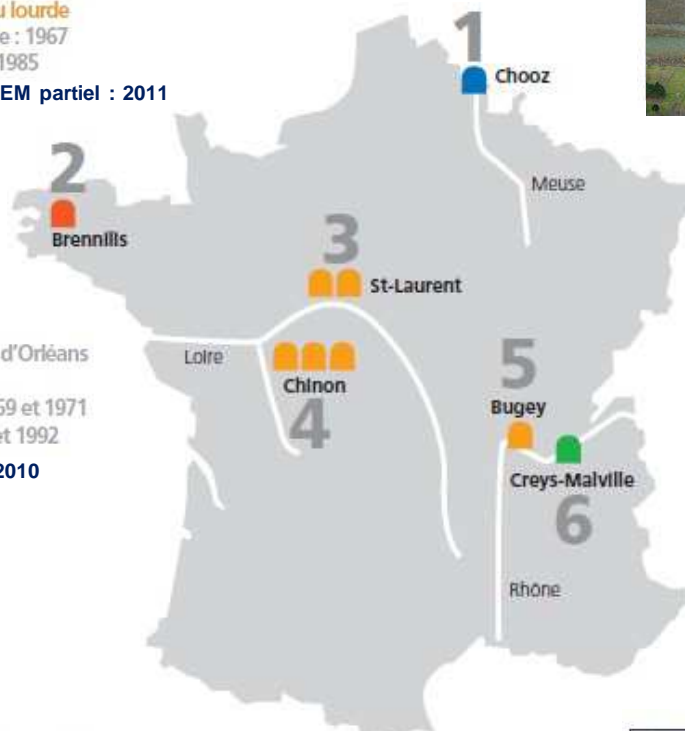 u lourde
e : 1967
1985
EM partiel : 2011
1
Chooz
Meuse
2
Brennilis
3
St-Laurent
d'Orléans
Loire
59 et 1971
et 1992
2010
Chinon
4
5
Bugey
Creys-Malville
6
Rhône